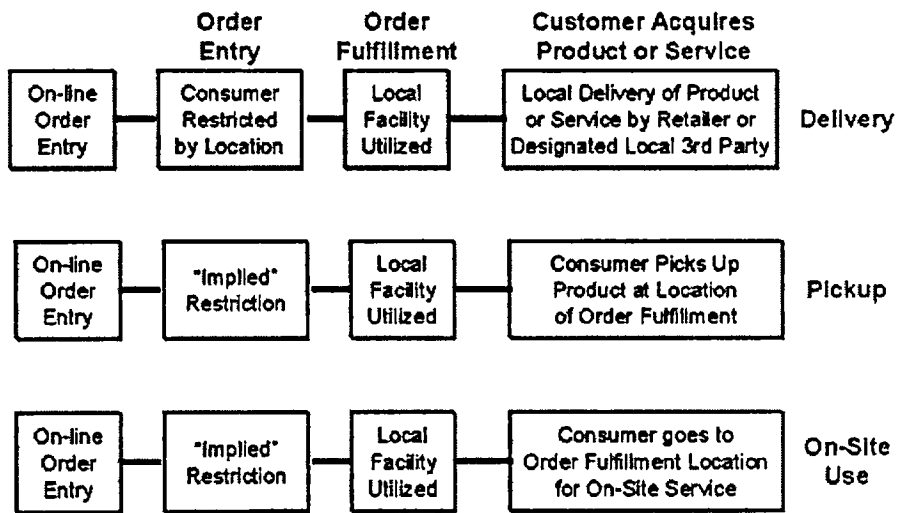 Order
Entry
Order
Fulfillment
Customer Acquires
Product or Service
On-line
Order
Entry
Consumer
Restricted
by Location
Local
Facility
Utilized
Local Delivery of Product
or Service by Retailer or
Designated Local 3rd Party
Delivery
On-line
Order
Entry
"Implied"
Restriction
Local
Facility
Utilized
Consumer Picks Up
Product at Location
of Order Fulfillment
Pickup
On-line
Order
Entry
"Implied"
Restriction
Local
Facility
Utilized
Consumer goes to
Order Fulfillment Location
for On-Site Service
On-Site
Use